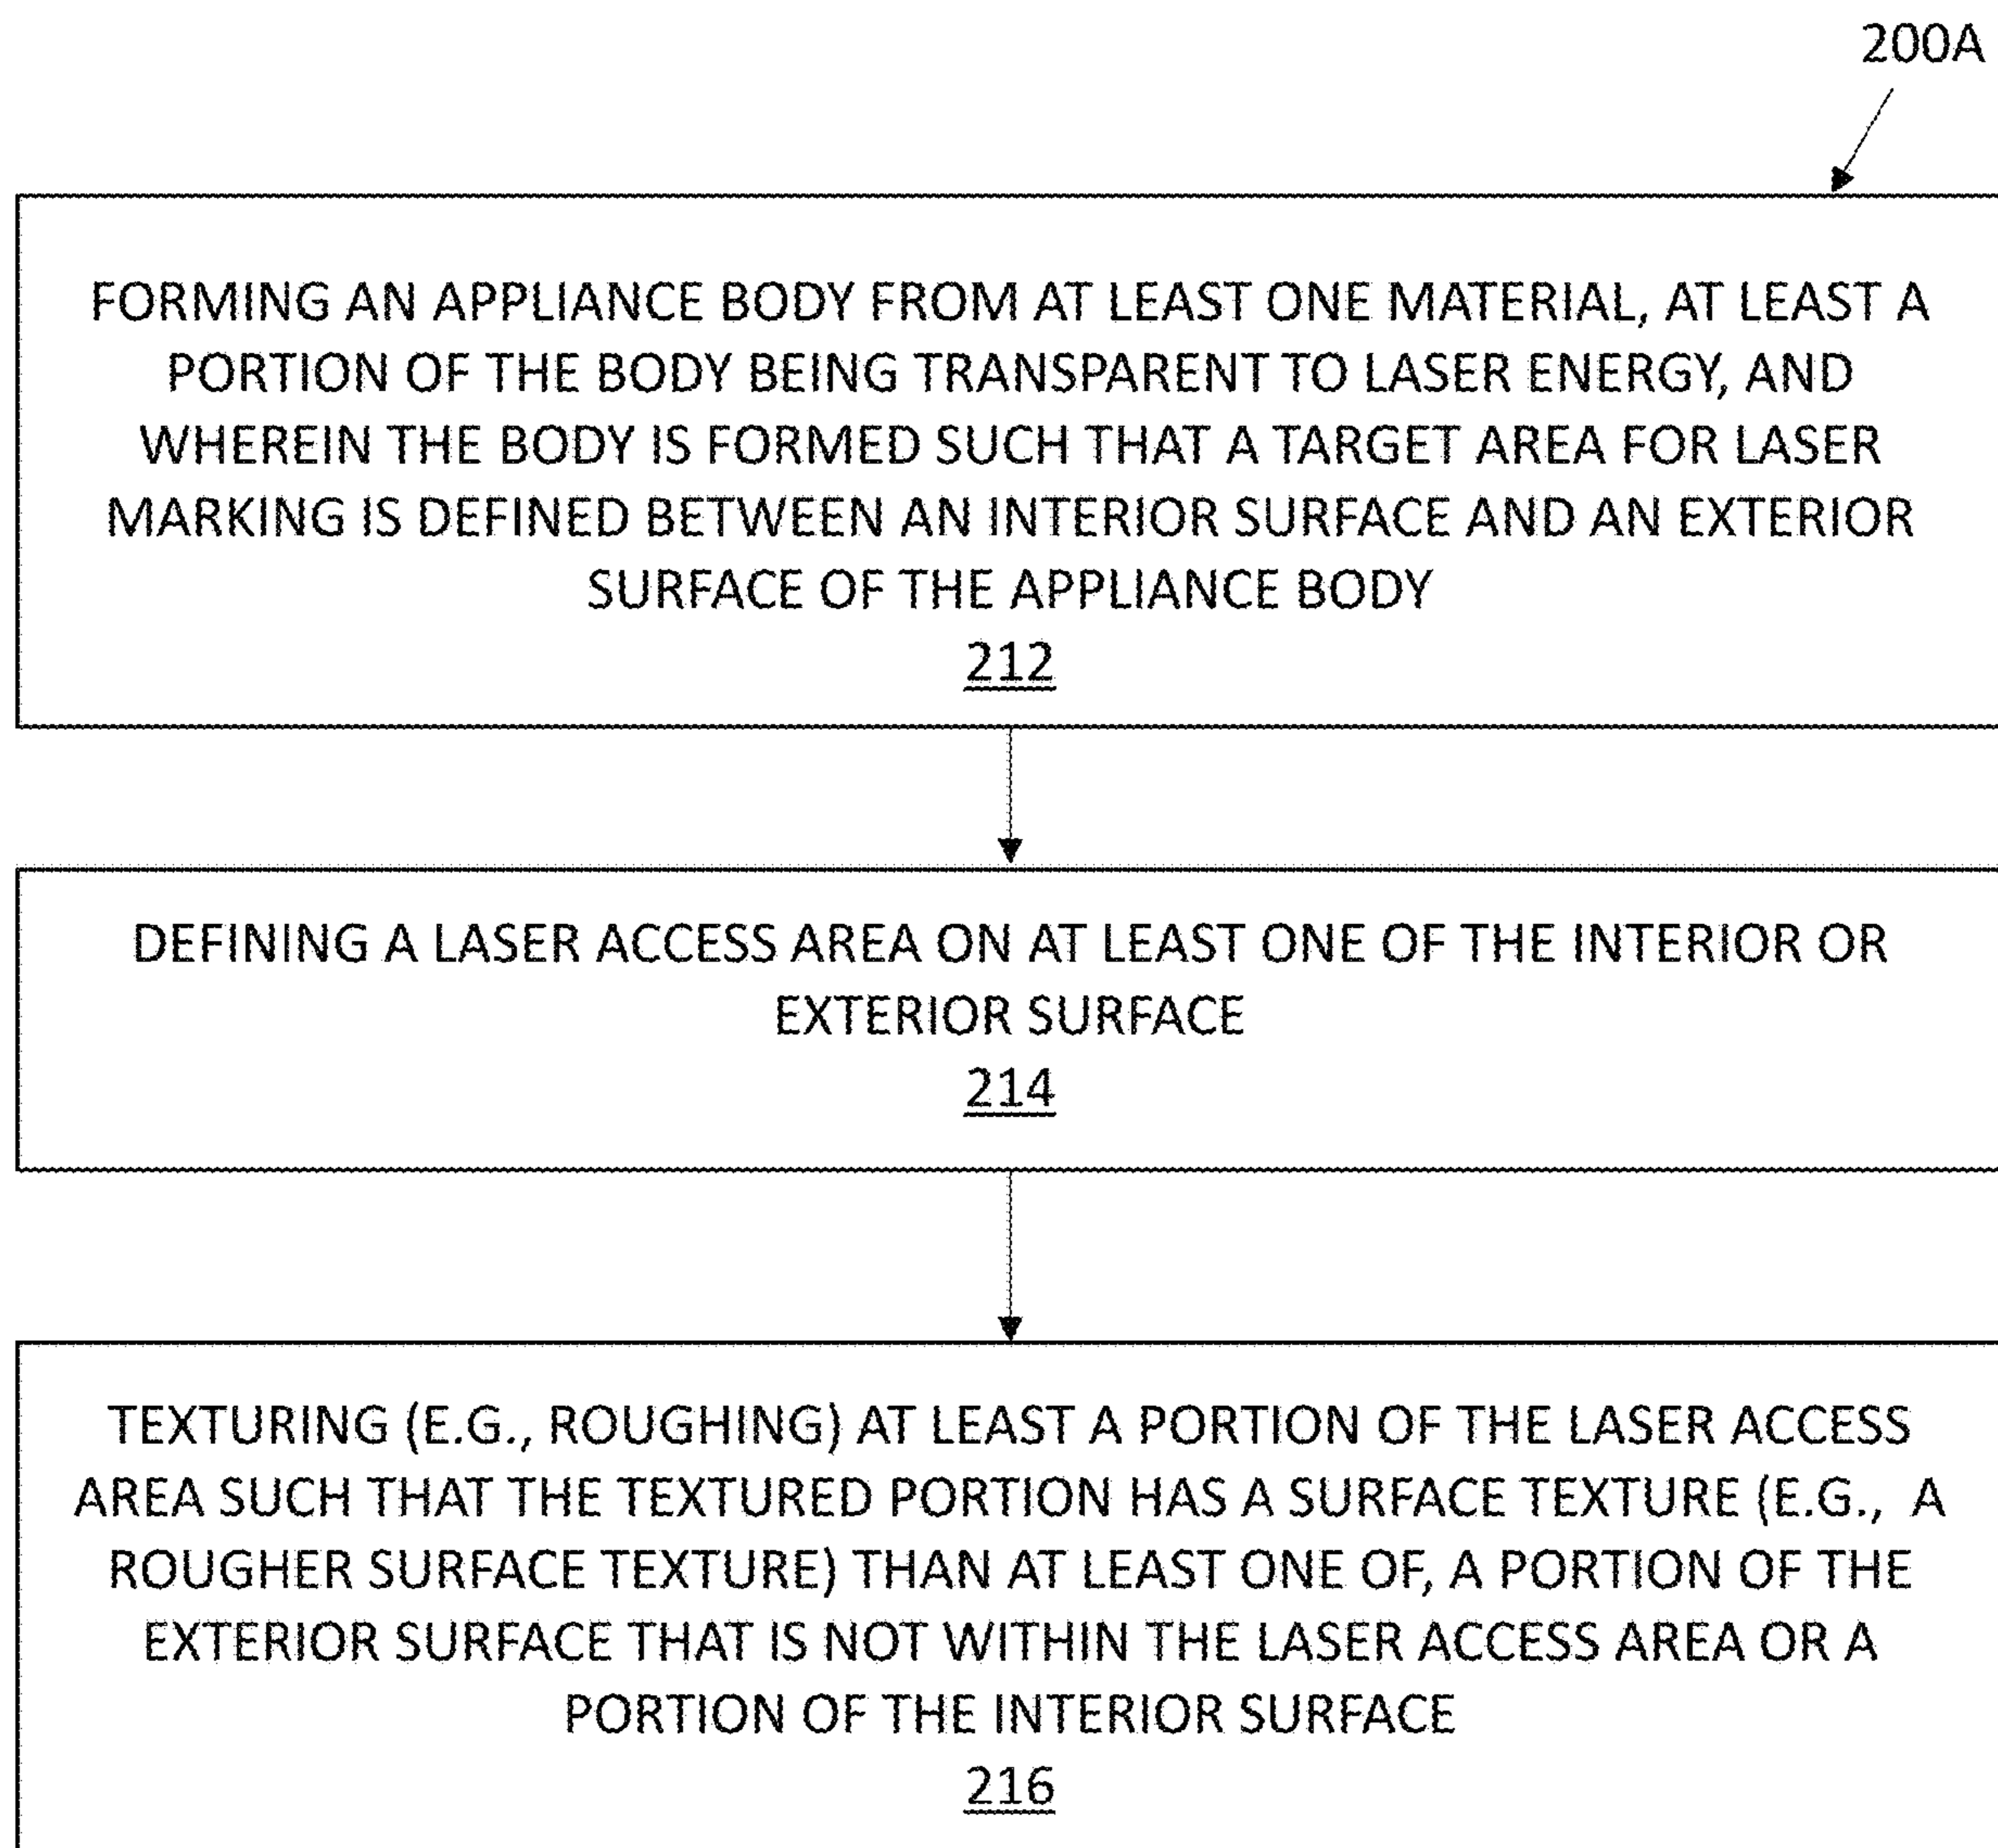 200A
FORMING AN APPLIANCE BODY FROM AT LEAST ONE MATERIAL, AT LEAST A
PORTION OF THE BODY BEING TRANSPARENT TO LASER ENERGY, AND
WHEREIN THE BODY IS FORMED SUCH THAT A TARGET AREA FOR LASER
MARKING IS DEFINED BETWEEN AN INTERIOR SURFACE AND AN EXTERIOR
SURFACE OF THE APPLIANCE BODY
212
DEFINING A LASER ACCESS AREA ON AT LEAST ONE OF THE INTERIOR OR
EXTERIOR SURFACE
214
TEXTURING (E.G., ROUGHING) AT LEAST A PORTION OF THE LASER ACCESS
AREA SUCH THAT THE TEXTURED PORTION HAS A SURFACE TEXTURE (E.G., A
ROUGHER SURFACE TEXTURE) THAN AT LEAST ONE OF, A PORTION OF THE
EXTERIOR SURFACE THAT IS NOT WITHIN THE LASER ACCESS AREA OR A
PORTION OF THE INTERIOR SURFACE
216